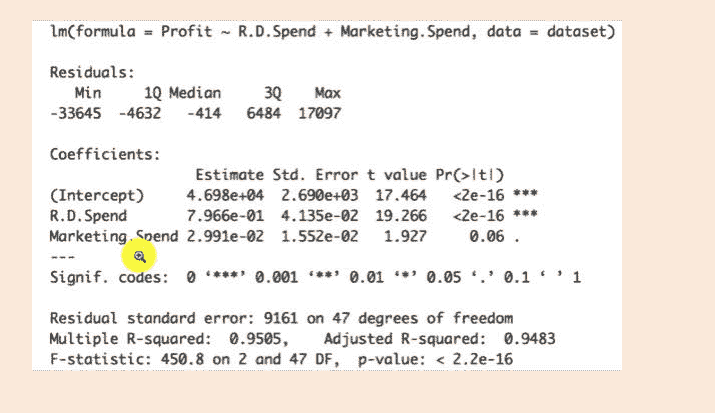 lm(formula = Profit ~ R.D.Spend + Marketing.Spend, data = dataset)
Residuals:
Min 1Q Median 3Q Max
-33645 -4632 -414 6484 17097
Coefficients:
Estimate Std. Error t value Pr(>|t|)
(Intercept) 4.698e+04 2.690e+03 17.464 <2e-16 ***
R.D.Spend 7.966e-01 4.135e-02 19.266 <2e-16 ***
Marketing.Spend 2.991e-02 1.552e-02 1.927 0.06 .
---
Signif. codes: 0 ‘***’ 0.001 ‘**’ 0.01 ‘*’ 0.05 ‘.’ 0.1 ‘ ’ 1
Residual standard error: 9161 on 47 degrees of freedom
Multiple R-squared: 0.9505, Adjusted R-squared: 0.9483
F-statistic: 450.8 on 2 and 47 DF, p-value: < 2.2e-16